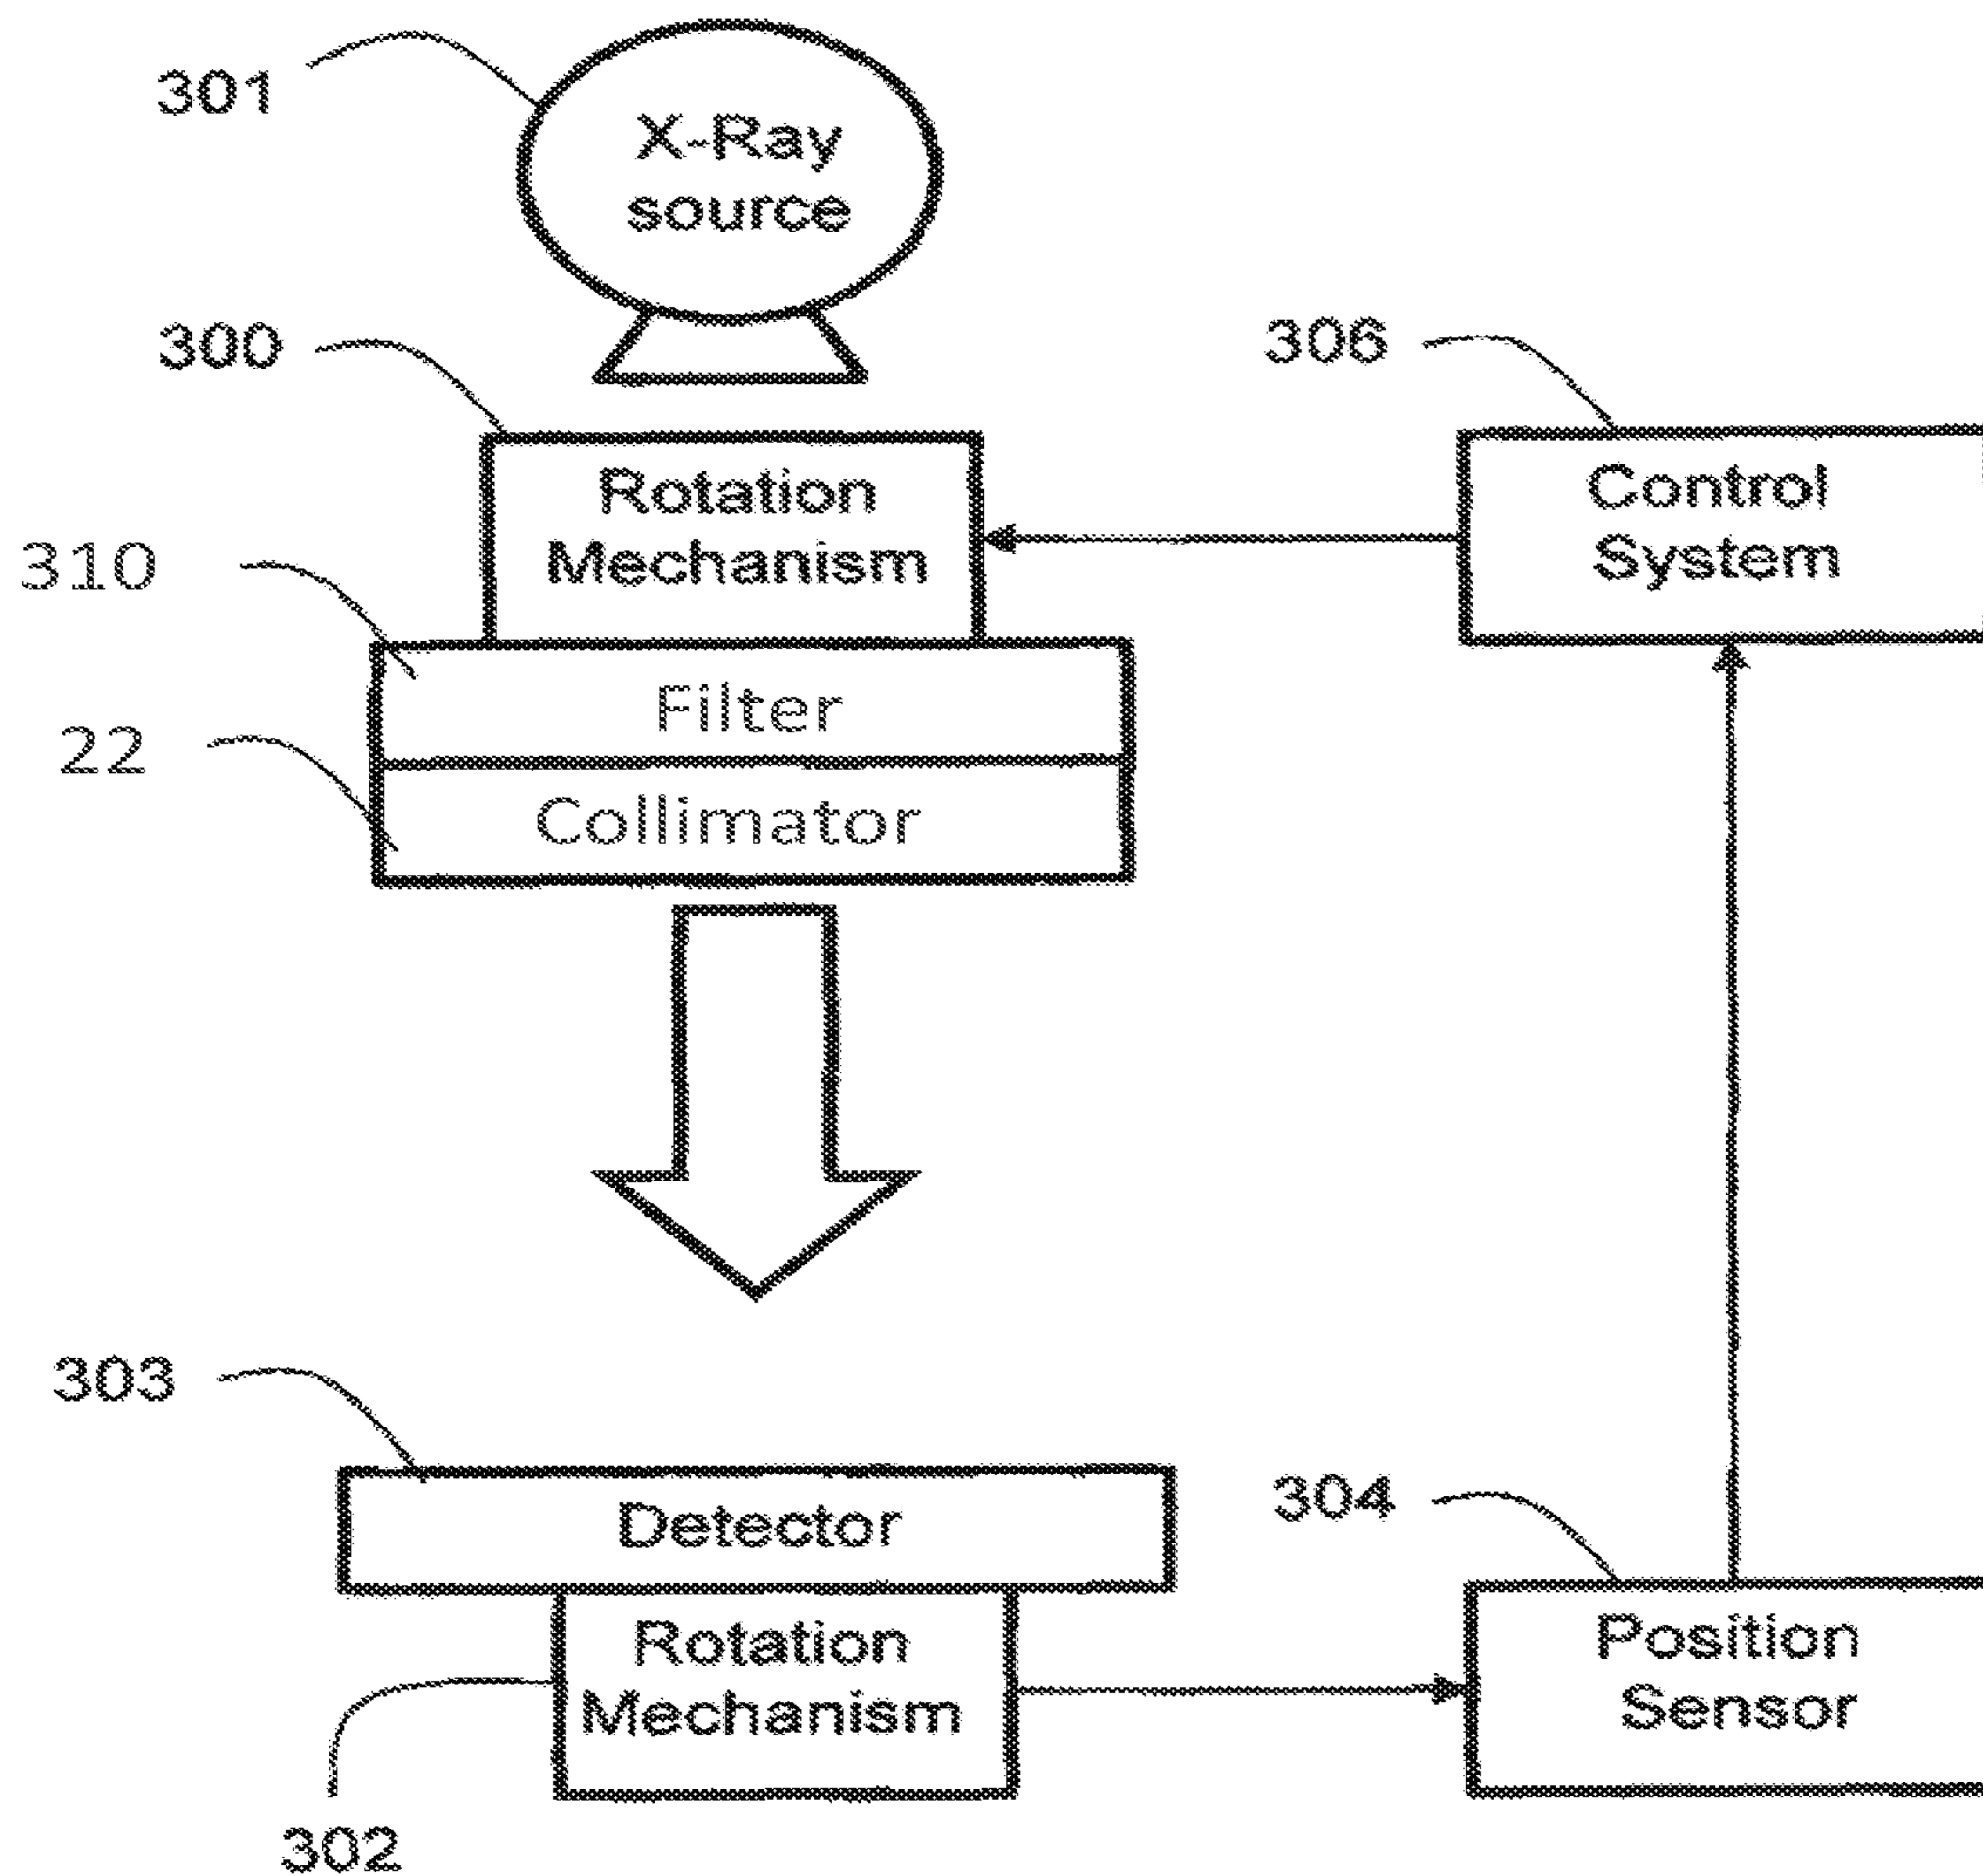 301
X-Ray
source
300
306
Rotation
Mechanism
Control
System
310
Filter
22
Collimator
303
Detector
304
Rotation
Mechanism
Position
Sensor
302